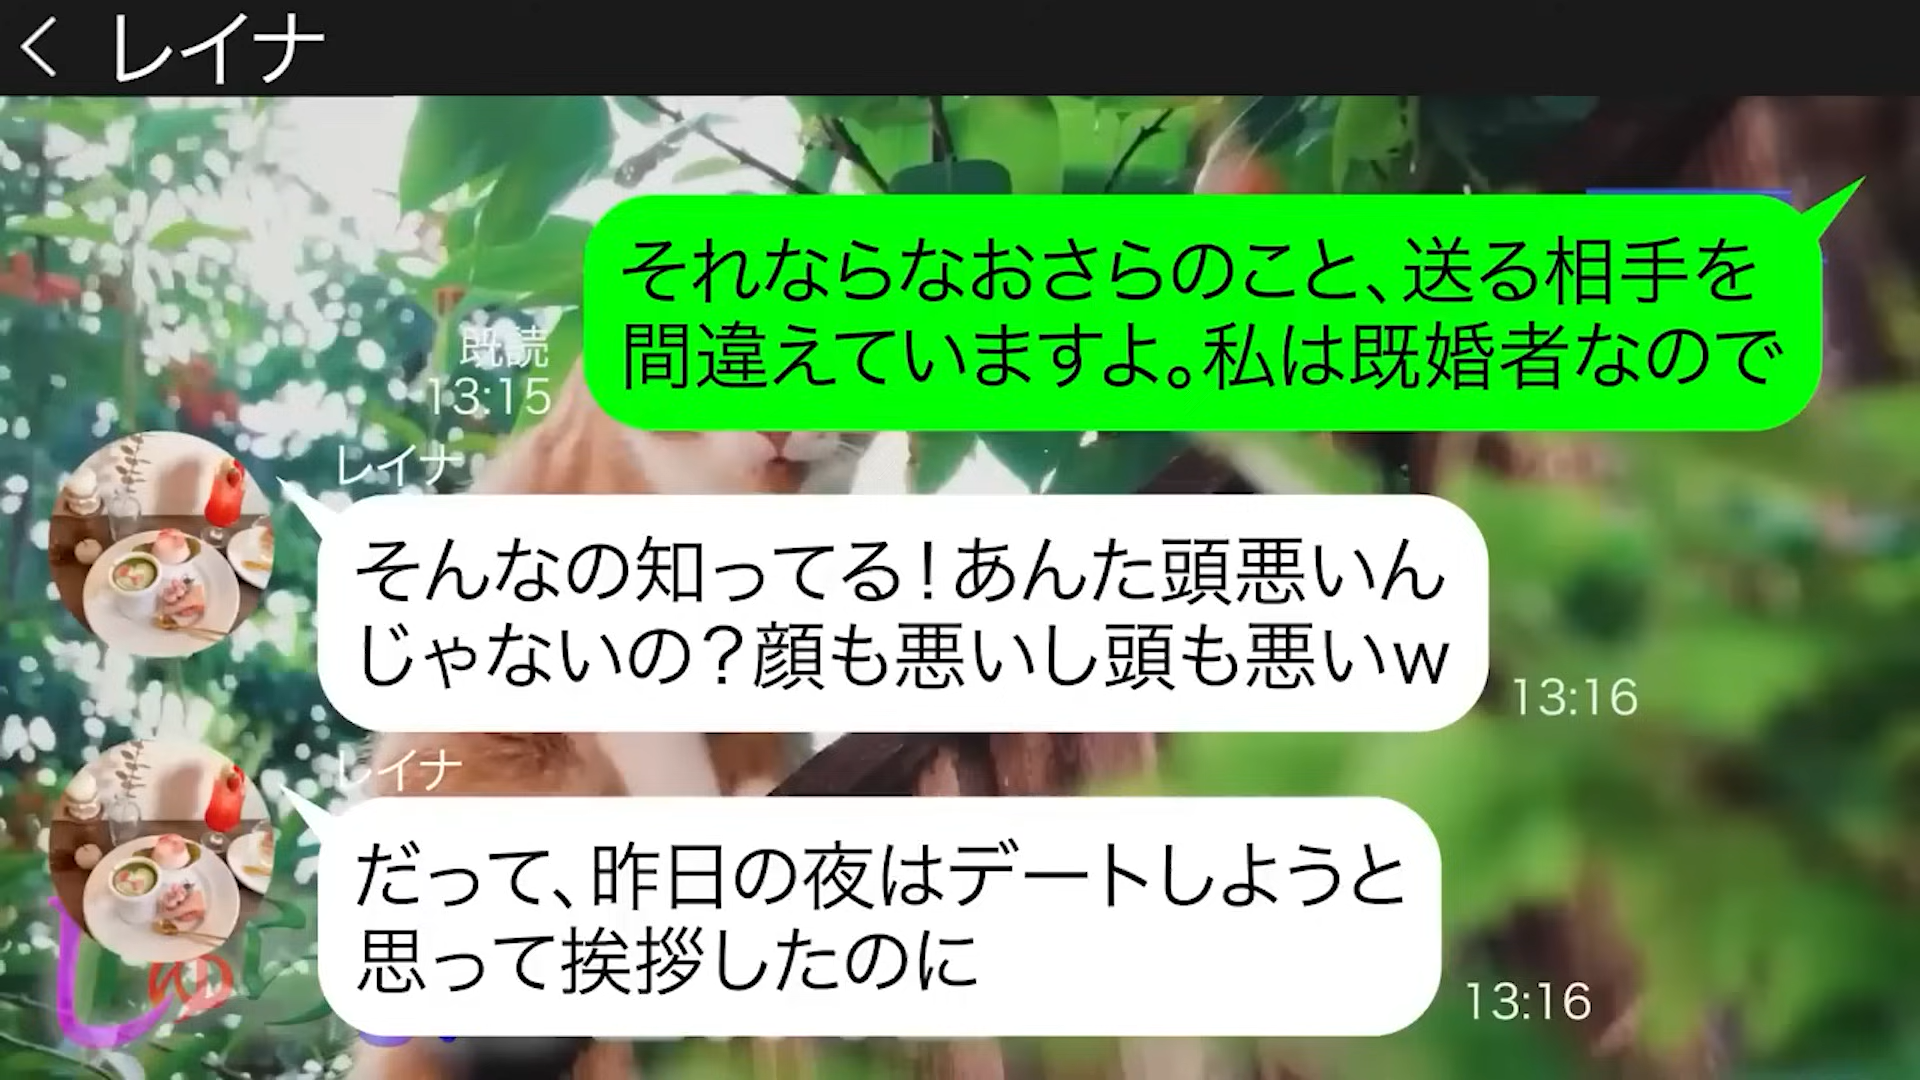 レイナ
それならなおさらのこと、送る相手を
間違えていますよ。私は既婚者なので
既読
13:15
レイナ
そんなの知ってる！あんた頭悪いん
じゃないの？顔も悪いし頭も悪いw
13:16
レイナ
だって、昨日の夜はデートしようと
思って挨拶したのに
13:16